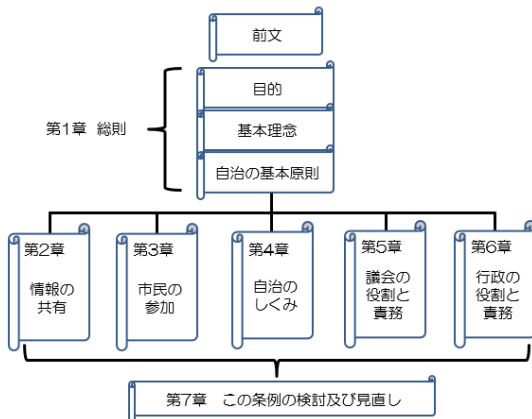 前文
目的
第1章 総則
基本理念
自治の基本原則
第2章
情報の
共有
第3章
市民の
参加
第4章
自治の
しくみ
第5章
議会の
役割と
責務
第6章
行政の
役割と
責務
第7章 この条例の検討及び見直し